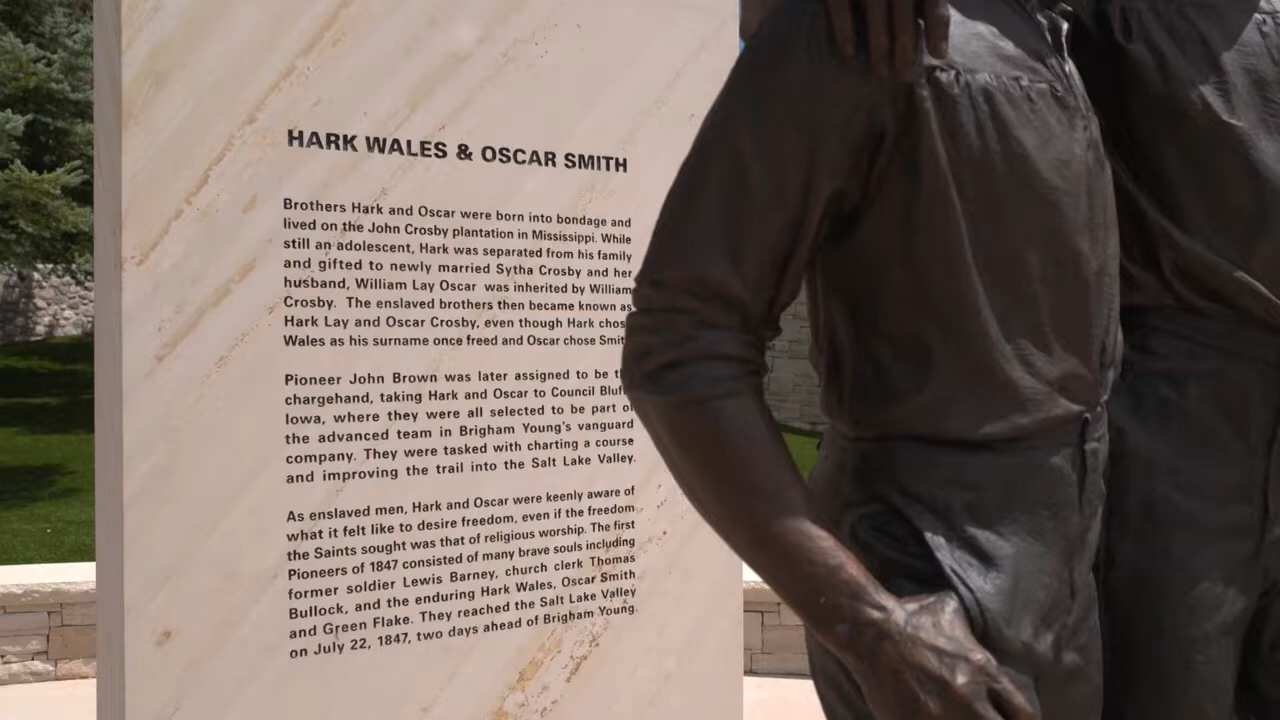 HARK WALES & OSCAR SMITH
Brothers Hark and Oscar were born into bondage and
lived on the John Crosby plantation in Mississippi. While
still an adolescent, Hark was separated from his family
and gifted to newly married Sytha Crosby and her
husband, William Lay Oscar was inherited by William
Crosby. The enslaved brothers then became known as
Hark Lay and Oscar Crosby, even though Hark chos
Wales as his surname once freed and Oscar chose Smit
Pioneer John Brown was later assigned to be t
chargehand, taking Hark and Oscar to Council Bluf
Iowa, where they were all selected to be part of
the advanced team in Brigham Young's vanguard
company. They were tasked with charting a course
and improving the trail into the Salt Lake Valley.
As enslaved men, Hark and Oscar were keenly aware of
what it felt like to desire freedom, even if the freedom
the Saints sought was that of religious worship. The first
Pioneers of 1847 consisted of many brave souls including
former soldier Lewis Barney, church clerk Thomas
Bullock, and the enduring Hark Wales, Oscar Smith
and Green Flake. They reached the Salt Lake Valley
on July 22, 1847, two days ahead of Brigham Young.